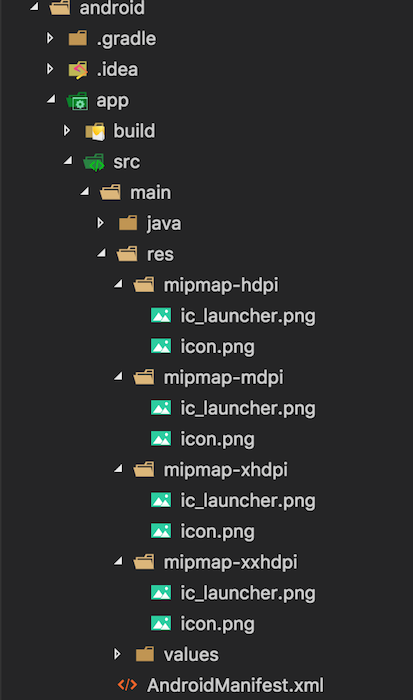 android
.gradle
.idea
app
build
src
main
java
res
mipmap-hdpi
ic_launcher.png
icon.png
mipmap-mdpi
ic_launcher.png
icon.png
mipmap-xhdpi
ic_launcher.png
icon.png
mipmap-xxhdpi
ic_launcher.png
icon.png
values
AndroidManifest.xml